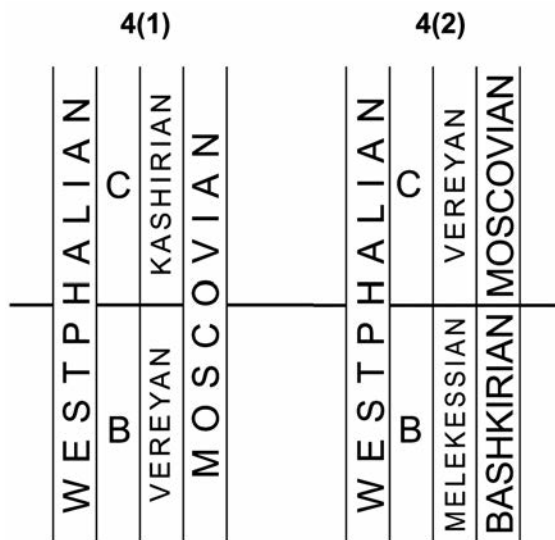 4(1)
WESTPHALIAN
C
B
KASHIRIAN
VEREYAN
MOSCOVIAN
4(2)
WESTPHALIAN
C
B
VEREYAN
MELEKESSIAN
MOSCOVIAN
BASHKIRIAN